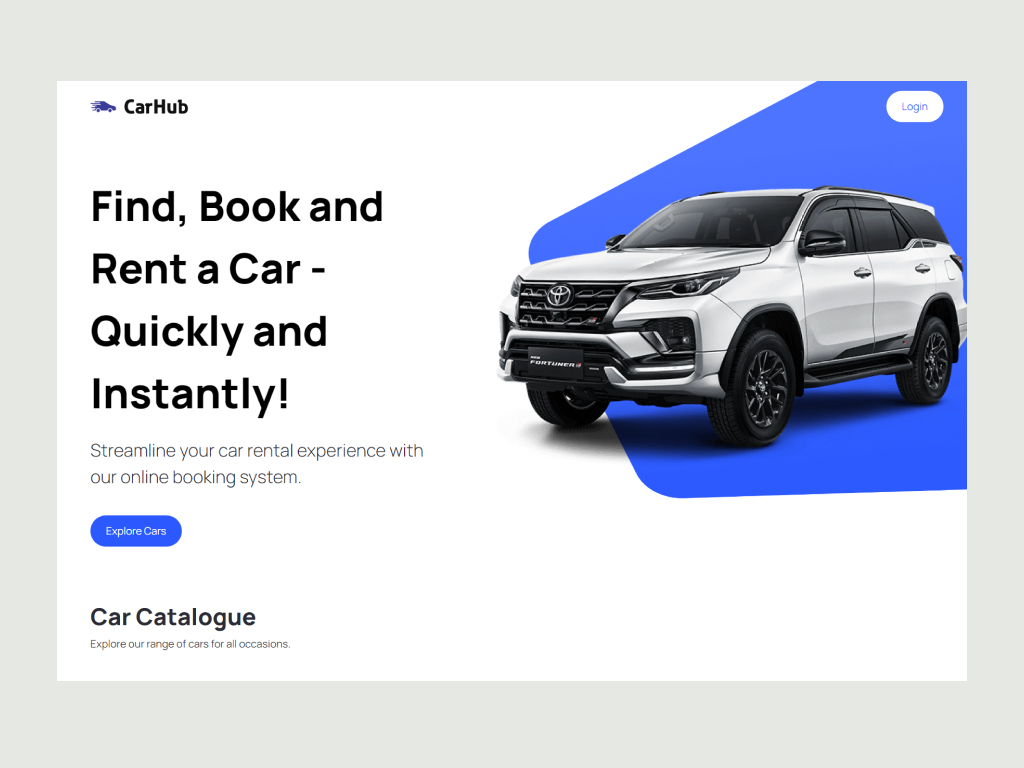 CarHub
Login
Find, Book and
Rent a Car -
Quickly and
Instantly!
Streamline your car rental experience with
our online booking system.
Explore Cars
FORTUNER
Car Catalogue
Explore our range of cars for all occasions.